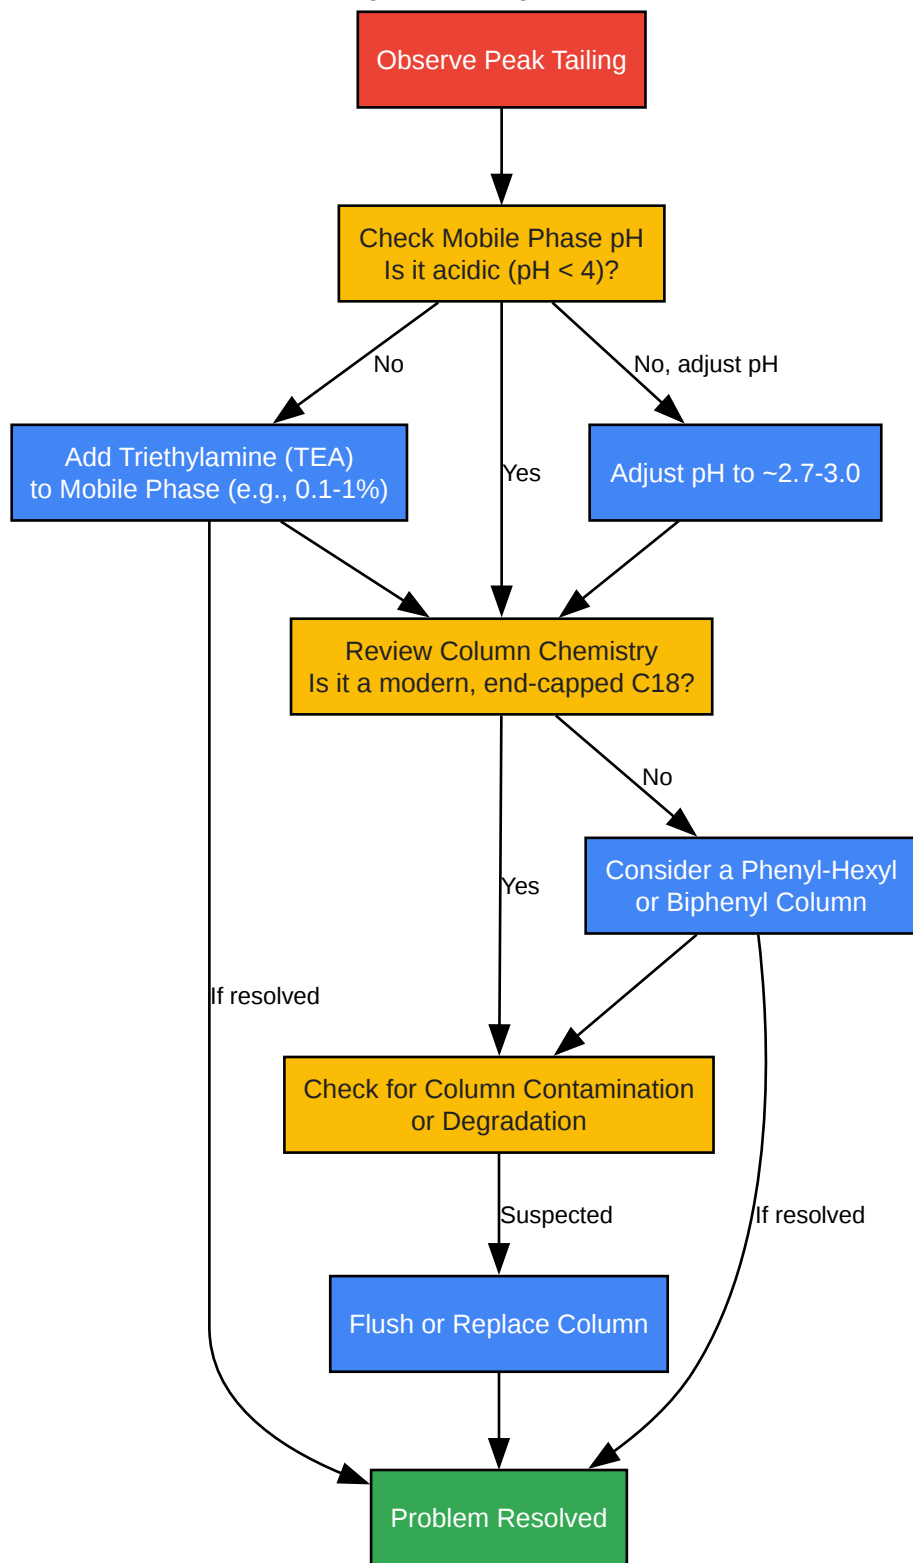 Observe Peak Tailing
Check Mobile Phase pH
Is it acidic (pH < 4)?
No
No, adjust pH
Add Triethylamine (TEA)
to Mobile Phase (e.g., 0.1-1%)
Yes
Adjust pH to ~2.7-3.0
Review Column Chemistry
Is it a modern, end-capped C18?
No
Yes
Consider a Phenyl-Hexyl
or Biphenyl Column
If resolved
Check for Column Contamination
or Degradation
Suspected
If resolved
Flush or Replace Column
Problem Resolved